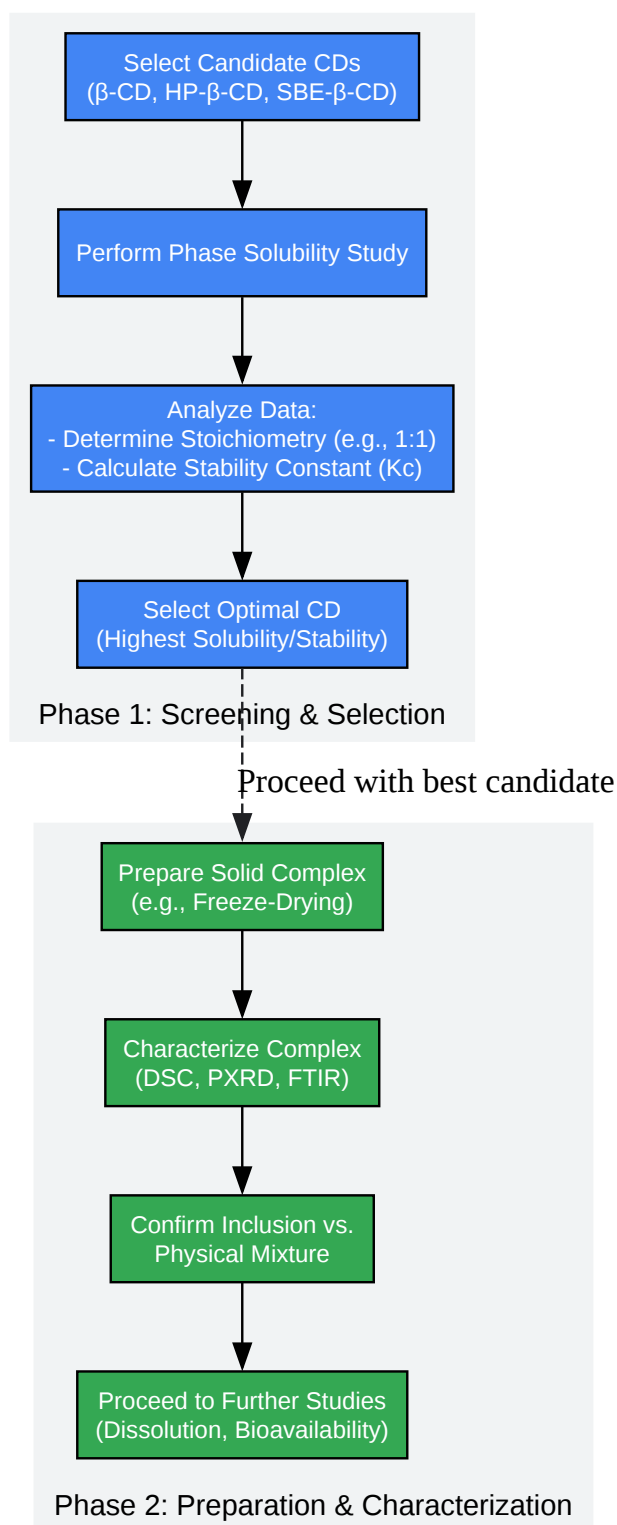 Select Candidate CDs
(β-CD, HP-β-CD, SBE-β-CD)
Perform Phase Solubility Study
Analyze Data:
- Determine Stoichiometry (e.g., 1:1)
- Calculate Stability Constant (Kc)
Select Optimal CD
(Highest Solubility/Stability)
Phase 1: Screening & Selection
Proceed with best candidate
Prepare Solid Complex
(e.g., Freeze-Drying)
Characterize Complex
(DSC, PXRD, FTIR)
Confirm Inclusion vs.
Physical Mixture
Proceed to Further Studies
(Dissolution, Bioavailability)
Phase 2: Preparation & Characterization